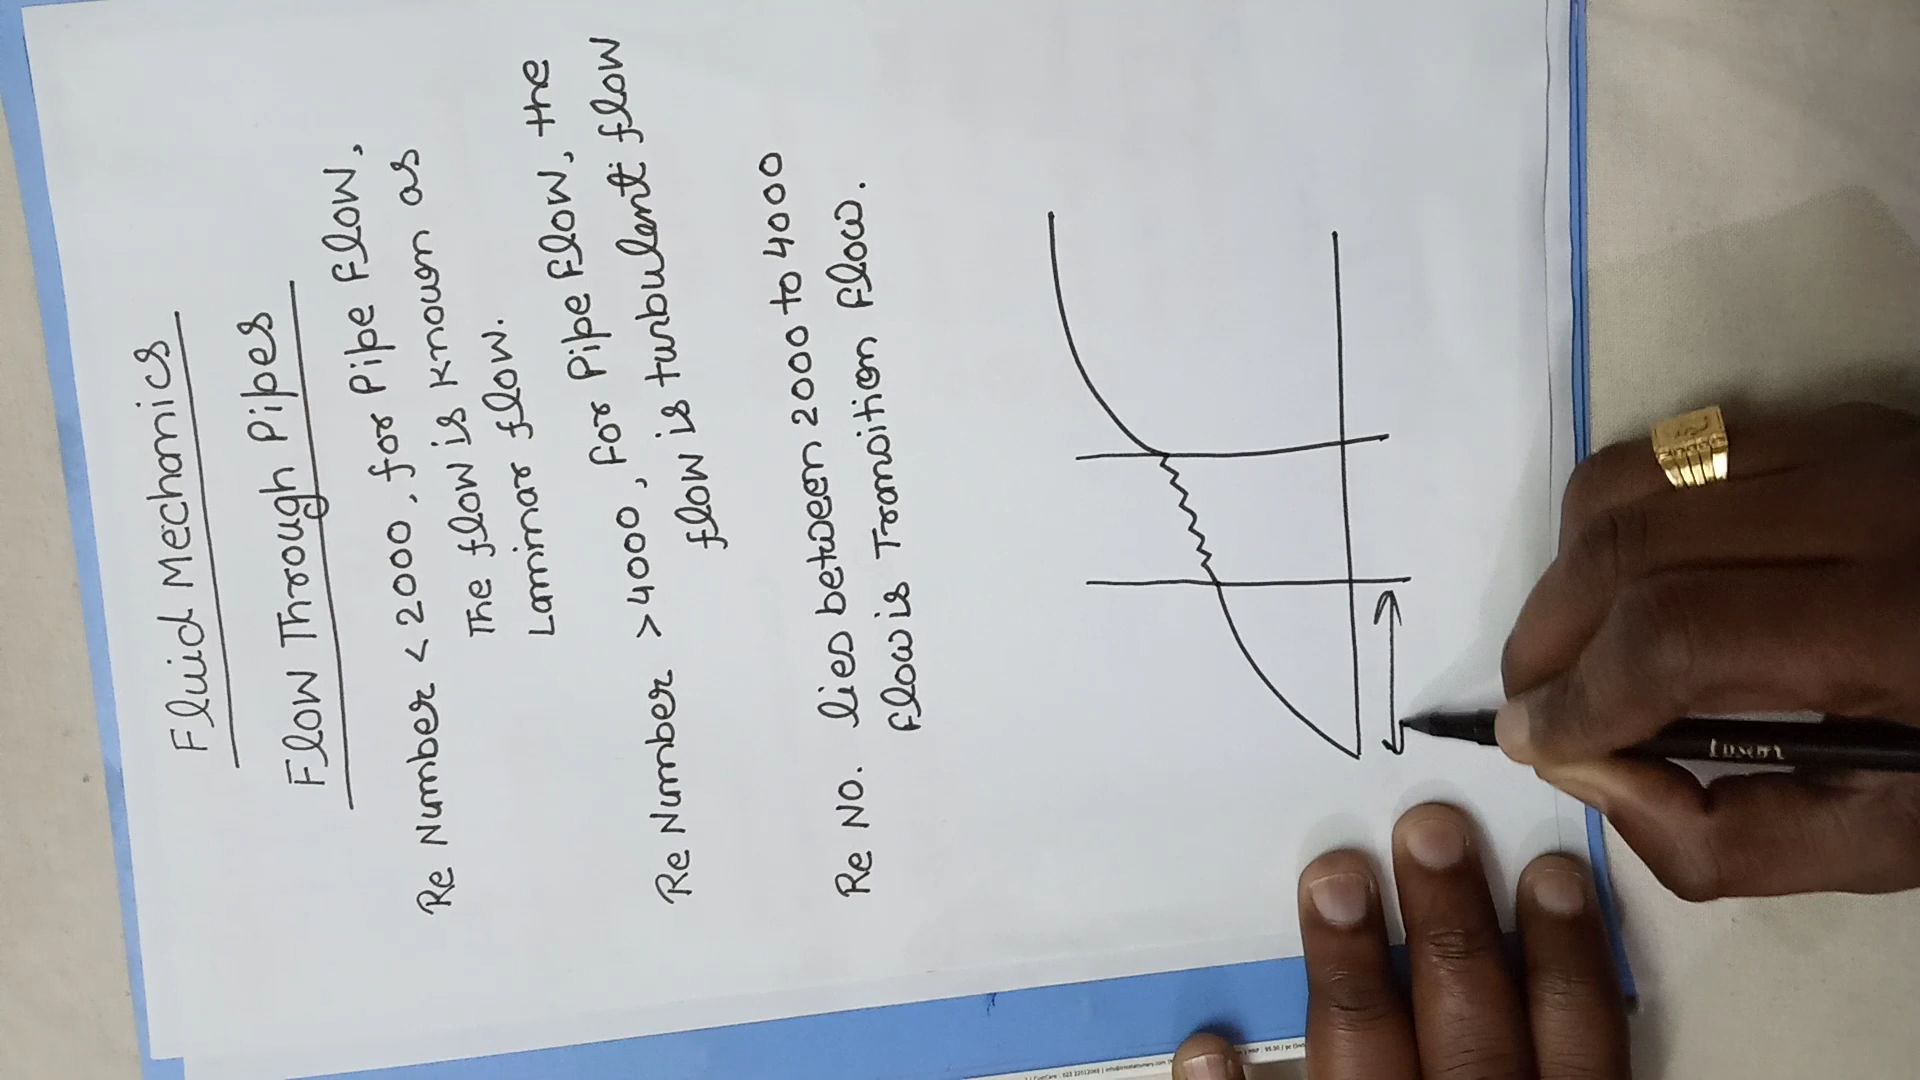 Fluid Mechanics
Flow Through Pipes
Re Number < 2000, for Pipe flow,
The flow is known as
Laminar flow.
Re Number > 4000, for Pipe flow, the
flow is turbulent flow
Re No. lies between 2000 to 4000
flow is Transition flow.
Luxor